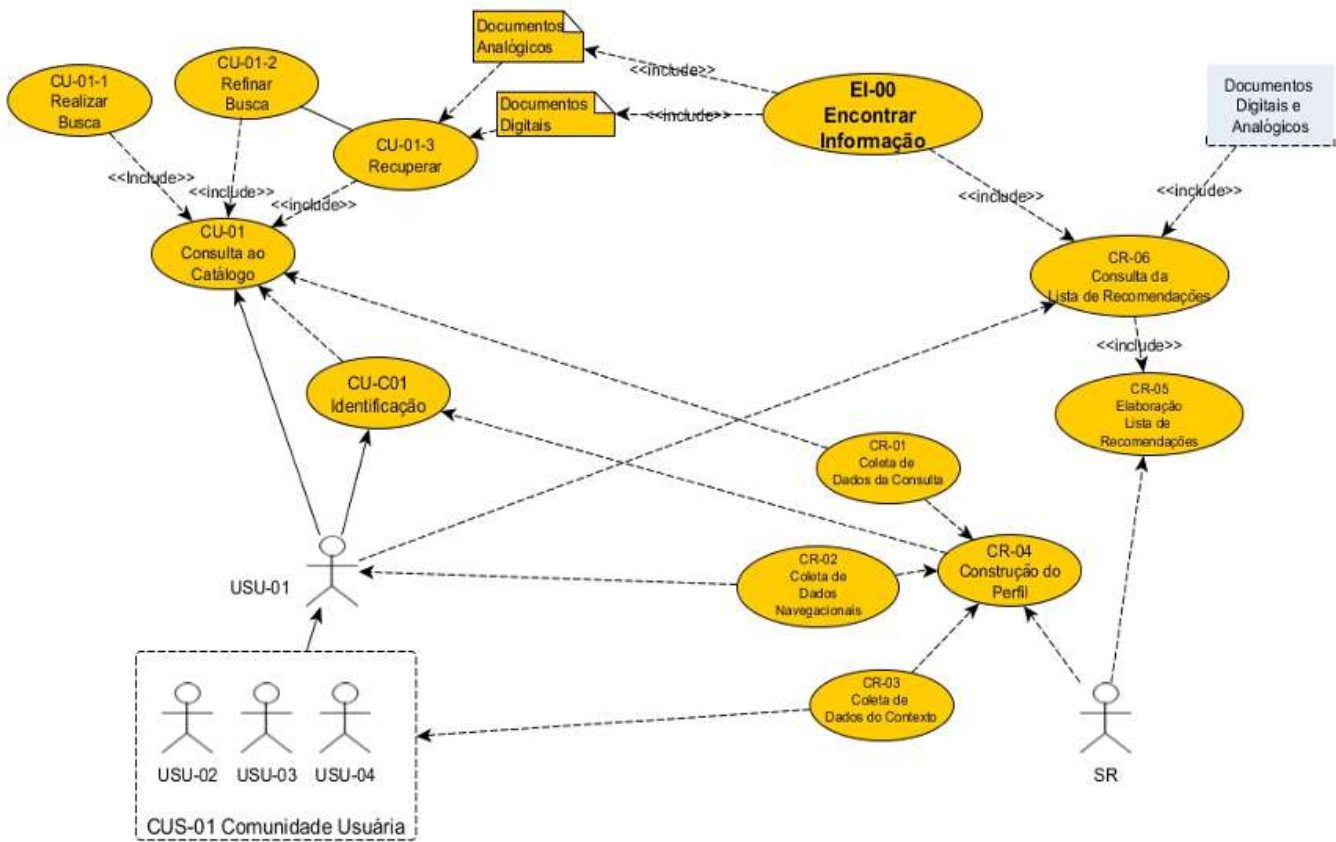 CU-01-1
Realizar
Busca
CU-01-2
Refinar
Busca
Documentos
Analógicos
Documentos
Digitais
<<include>>
<<include>>
EI-00
Encontrar
Informação
Documentos
Digitais e
Analógicos
CU-01-3
Recuperar
<<Include>>
<<include>>
<<include>>
<<include>>
CU-01
Consulta ao
Catálogo
CR-06
Consulta da
Lista de Recomendações
<<include>>
CU-C01
Identificação
CR-05
Elaboração
Lista de
Recomendações
CR-01
Coleta de
Dados da Consulta
CR-04
Construção do
Perfil
CR-02
Coleta de
Dados
Navegacionais
USU-01
CR-03
Coleta de
Dados do Contexto
USU-02
USU-03
USU-04
SR
CUS-01 Comunidade Usuária